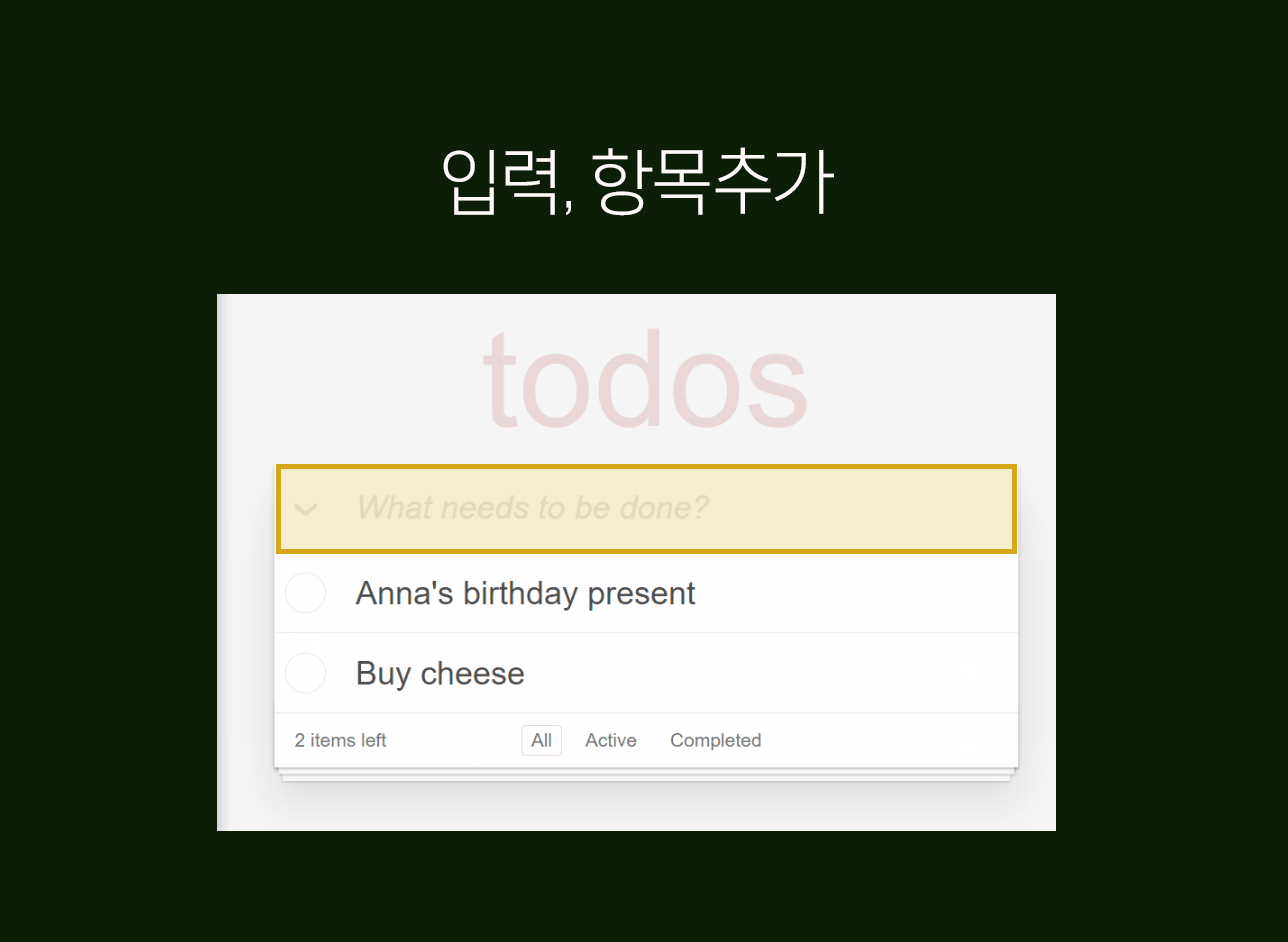 입력, 항목추가
todos
What needs to be done?
Anna's birthday present
Buy cheese
2 items left All Active Completed